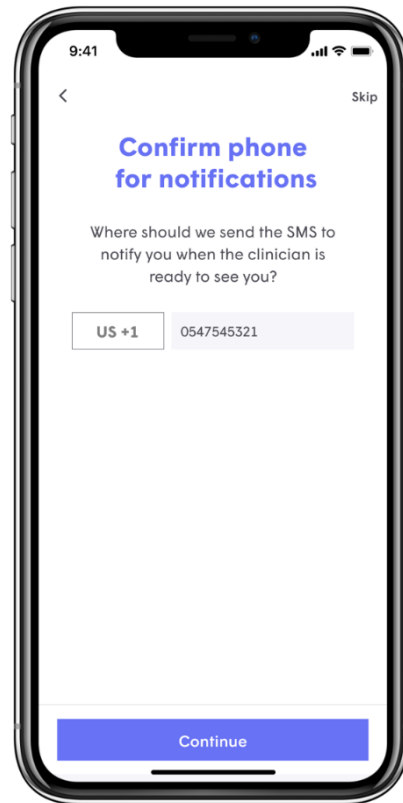 9:41
Skip
Confirm phone
for notifications
Where should we send the SMS to
notify you when the clinician is
ready to see you?
US +1 0547545321
Continue